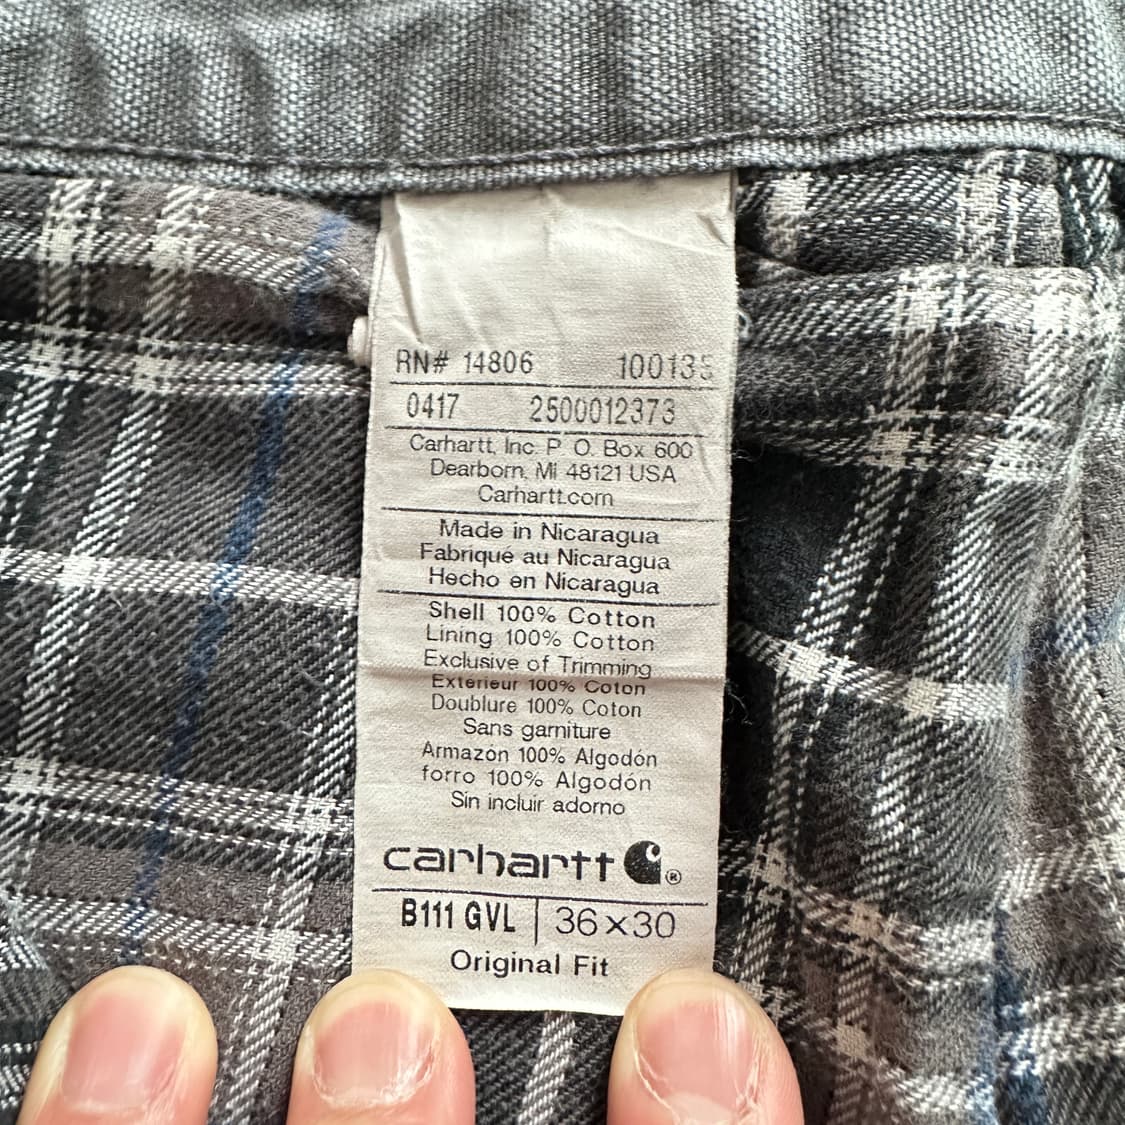 RN# 14806 100135
0417 2500012373
Carhartt, Inc. P. O. Box 600
Dearborn, MI 48121 USA
Carhartt.com
Made in Nicaragua
Fabriqué au Nicaragua
Hecho en Nicaragua
Shell 100% Cotton
Lining 100% Cotton
Exclusive of Trimming
Extérieur 100% Coton
Doublure 100% Coton
Sans garniture
Armazón 100% Algodón
forro 100% Algodón
Sin incluir adorno
carhartt ®
B111 GVL | 36×30
Original Fit